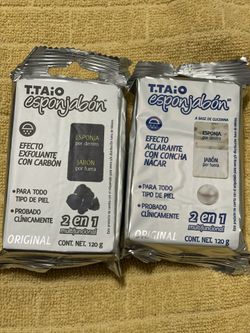 T.TAiO
esponjabón
ESPONJA
por dentro
JABÓN
por fuera
EFECTO
EXFOLIANTE
CON CARBÓN
• PARA TODO
TIPO DE PIEL
• PROBADO
CLÍNICAMENTE
2 en 1
multifuncional
ORIGINAL
CONT. NET. 120 g
T.TAiO
esponjabón
A BASE DE GLICERINA
ESPONJA
por dentro
JABÓN
por fuera
EFECTO
ACLARANTE
CON CONCHA
NÁCAR
• PARA TODO
TIPO DE PIEL
• PROBADO
CLÍNICAMENTE
2 en 1
multifuncional
ORIGINAL
CONT. NET. 120 g